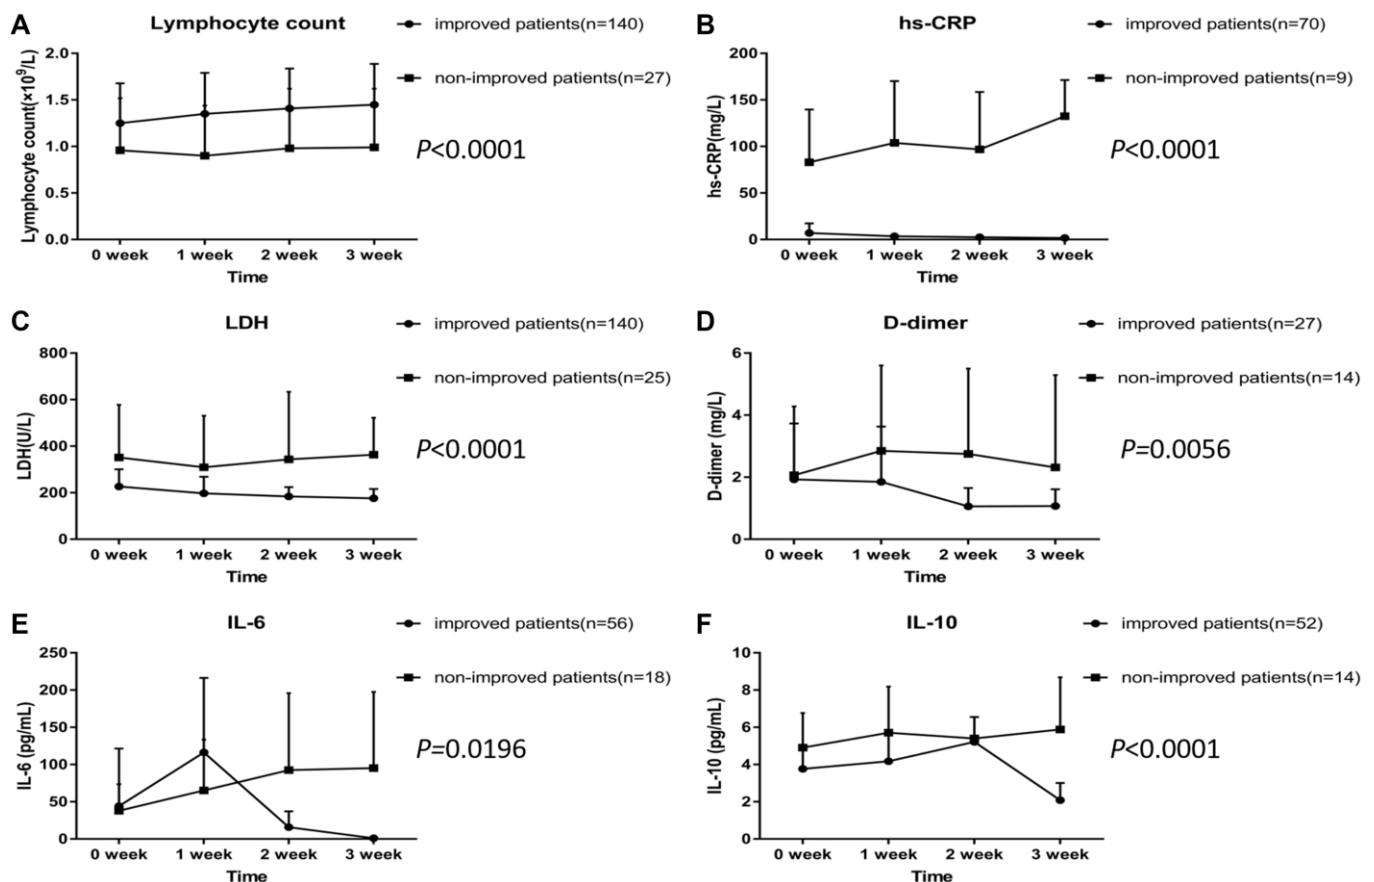 A
Lymphocyte count
improved patients(n=140)
non-improved patients(n=27)
Lymphocyte count(×10⁹/L)
2.0
1.5
1.0
0.5
0.0
P<0.0001
0 week 1 week 2 week 3 week
Time
B
hs-CRP
improved patients(n=70)
non-improved patients(n=9)
hs-CRP(mg/L)
200
150
100
50
0
P<0.0001
0 week 1 week 2 week 3 week
Time
C
LDH
improved patients(n=140)
non-improved patients(n=25)
LDH(U/L)
800
600
400
200
0
P<0.0001
0 week 1 week 2 week 3 week
Time
D
D-dimer
improved patients(n=27)
non-improved patients(n=14)
D-dimer (mg/L)
6
4
2
0
P=0.0056
0 week 1 week 2 week 3 week
Time
E
IL-6
improved patients(n=56)
non-improved patients(n=18)
IL-6 (pg/mL)
250
200
150
100
50
0
P=0.0196
0 week 1 week 2 week 3 week
Time
F
IL-10
improved patients(n=52)
non-improved patients(n=14)
IL-10 (pg/mL)
10
8
6
4
2
0
P<0.0001
0 week 1 week 2 week 3 week
Time